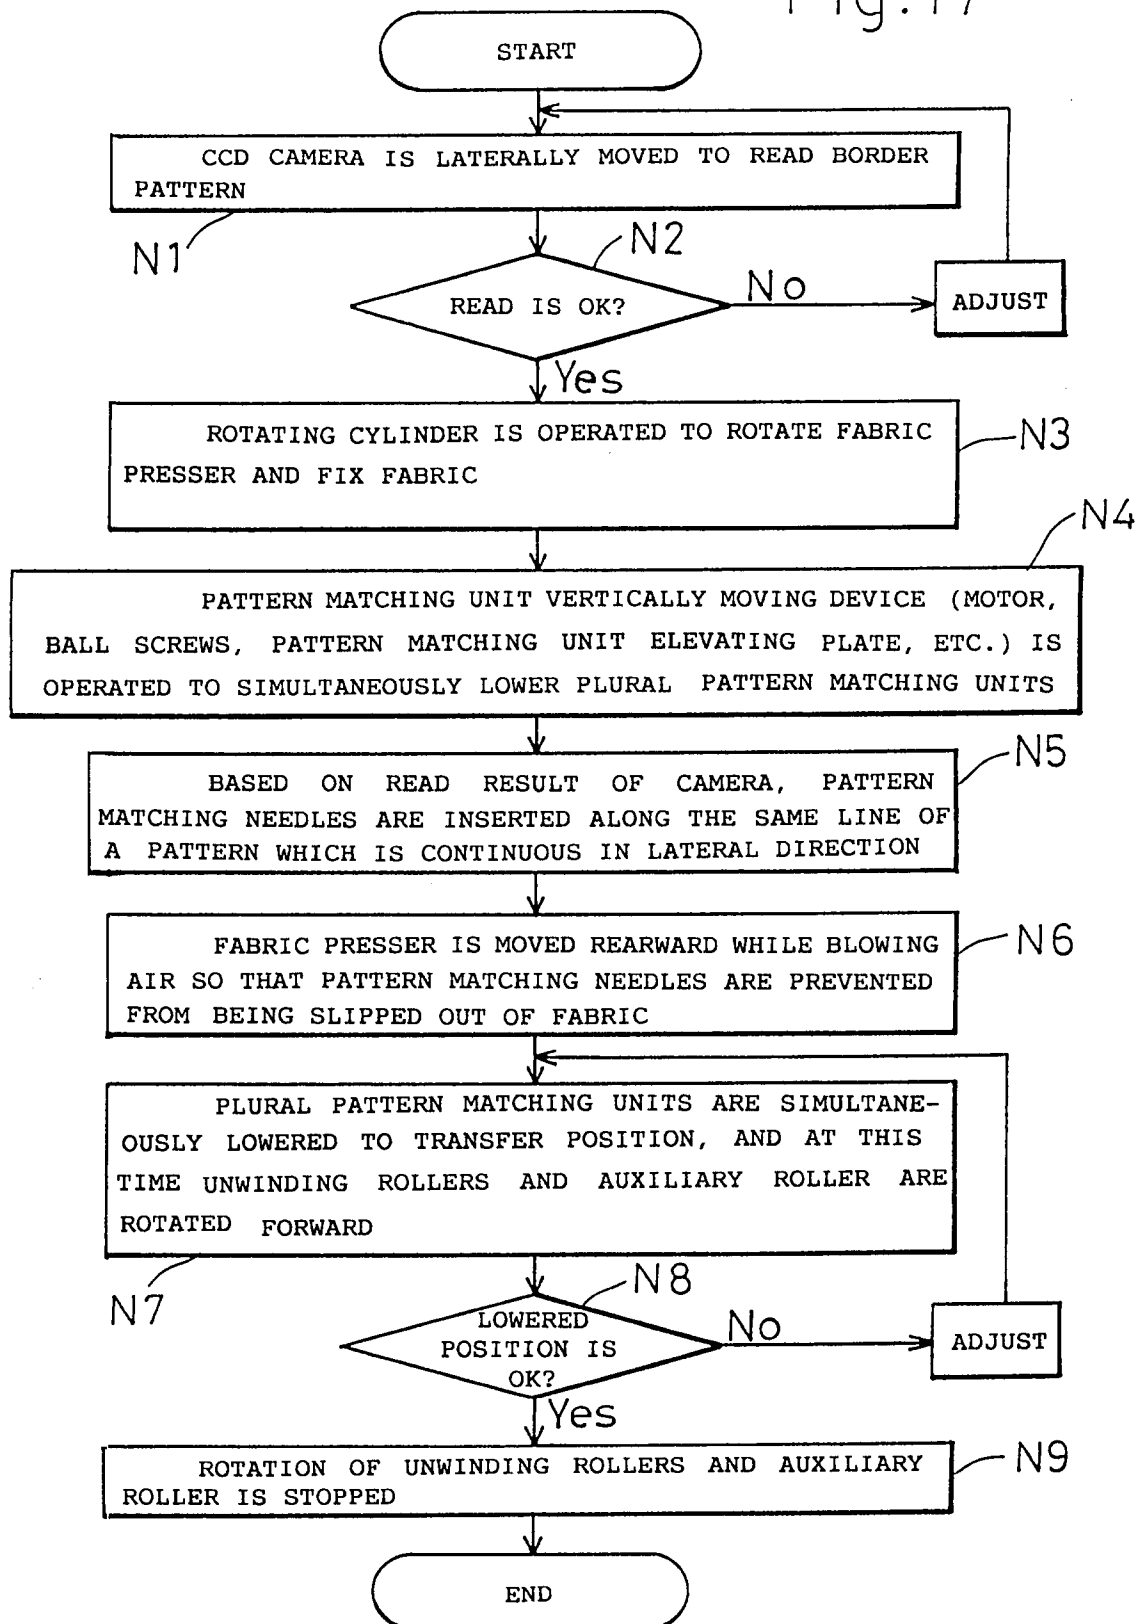 Fig. 17
START
CCD CAMERA IS LATERALLY MOVED TO READ BORDER
PATTERN
N1
N2
READ IS OK?
No
ADJUST
Yes
ROTATING CYLINDER IS OPERATED TO ROTATE FABRIC
PRESSER AND FIX FABRIC
N3
N4
PATTERN MATCHING UNIT VERTICALLY MOVING DEVICE (MOTOR,
BALL SCREWS, PATTERN MATCHING UNIT ELEVATING PLATE, ETC.) IS
OPERATED TO SIMULTANEOUSLY LOWER PLURAL PATTERN MATCHING UNITS
N5
BASED ON READ RESULT OF CAMERA, PATTERN
MATCHING NEEDLES ARE INSERTED ALONG THE SAME LINE OF
A PATTERN WHICH IS CONTINUOUS IN LATERAL DIRECTION
N6
FABRIC PRESSER IS MOVED REARWARD WHILE BLOWING
AIR SO THAT PATTERN MATCHING NEEDLES ARE PREVENTED
FROM BEING SLIPPED OUT OF FABRIC
PLURAL PATTERN MATCHING UNITS ARE SIMULTANE-
OUSLY LOWERED TO TRANSFER POSITION, AND AT THIS
TIME UNWINDING ROLLERS AND AUXILIARY ROLLER ARE
ROTATED FORWARD
N7
N8
LOWERED
POSITION IS
OK?
No
ADJUST
Yes
ROTATION OF UNWINDING ROLLERS AND AUXILIARY
ROLLER IS STOPPED
N9
END